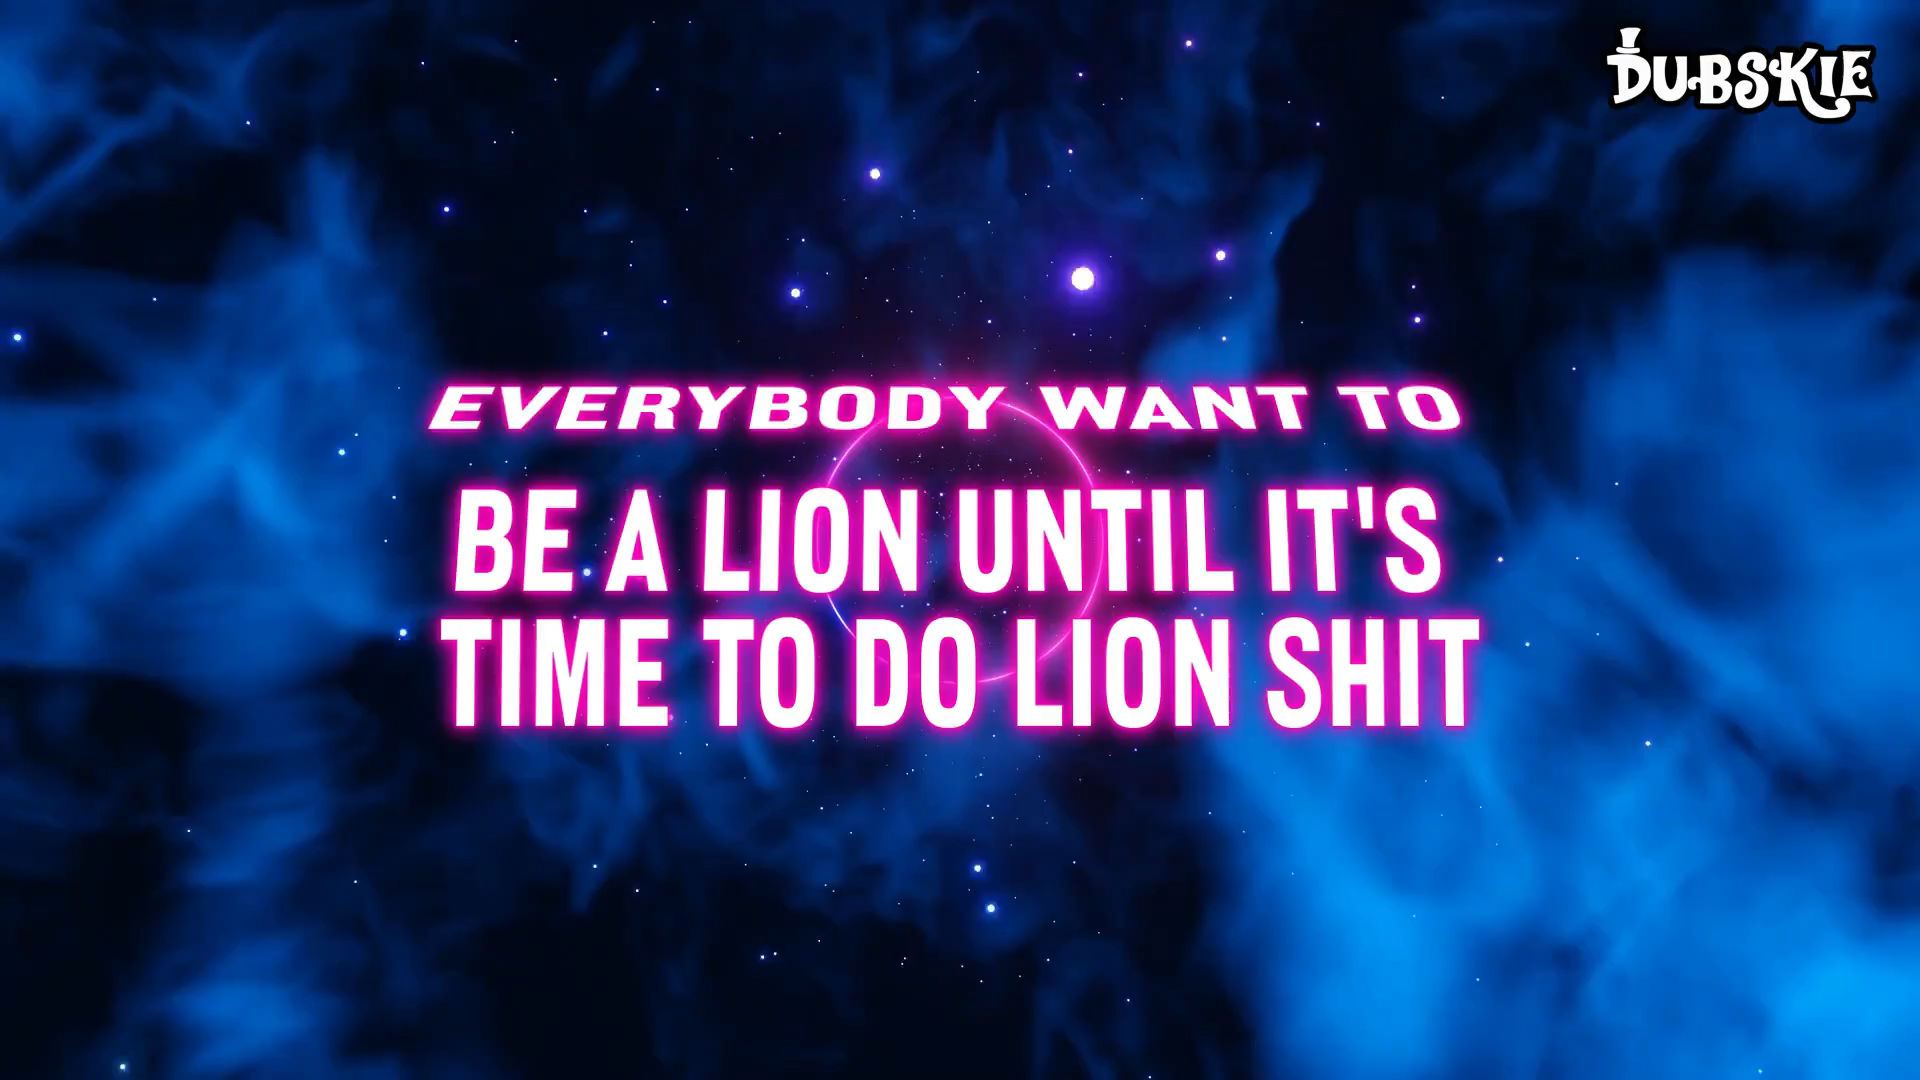 DUBSKIE
EVERYBODY WANT TO
BE A LION UNTIL IT'S
TIME TO DO LION SHIT